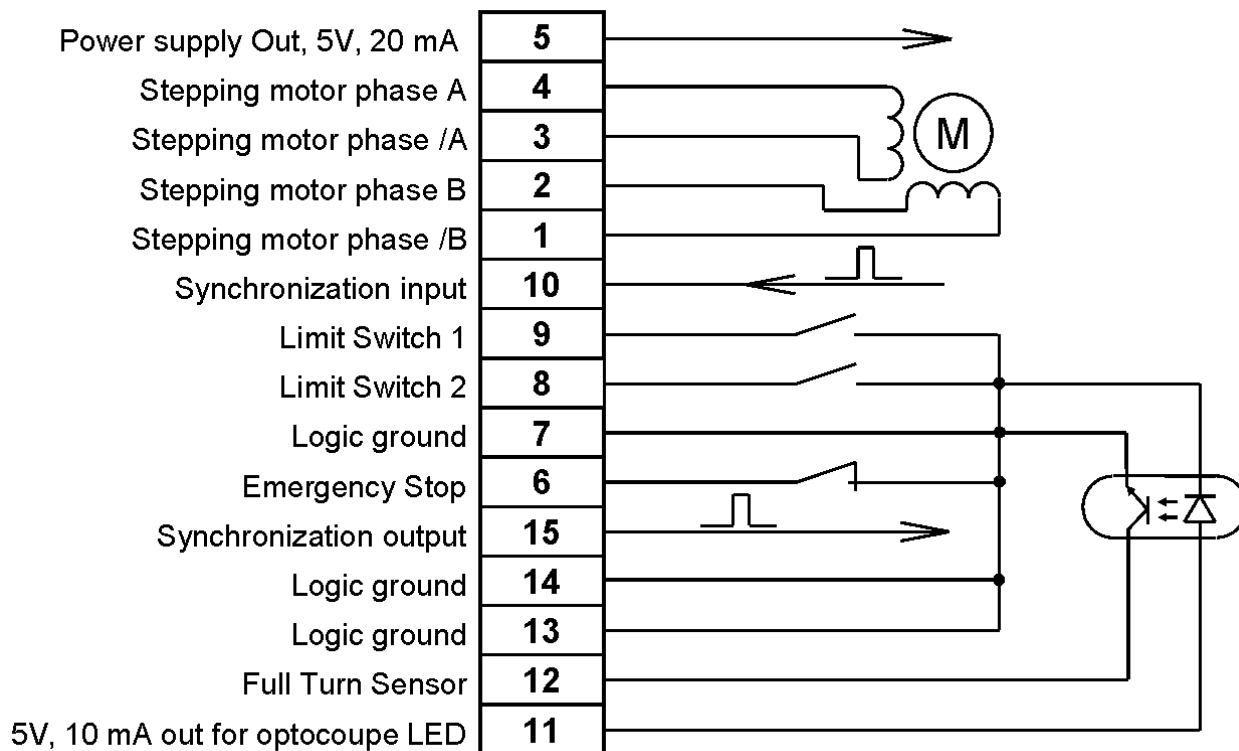 Power supply Out, 5V, 20 mA 5
Stepping motor phase A 4
Stepping motor phase /A 3
Stepping motor phase B 2
Stepping motor phase /B 1
Synchronization input 10
Limit Switch 1 9
Limit Switch 2 8
Logic ground 7
Emergency Stop 6
Synchronization output 15
Logic ground 14
Logic ground 13
Full Turn Sensor 12
5V, 10 mA out for optocoupe LED 11
M